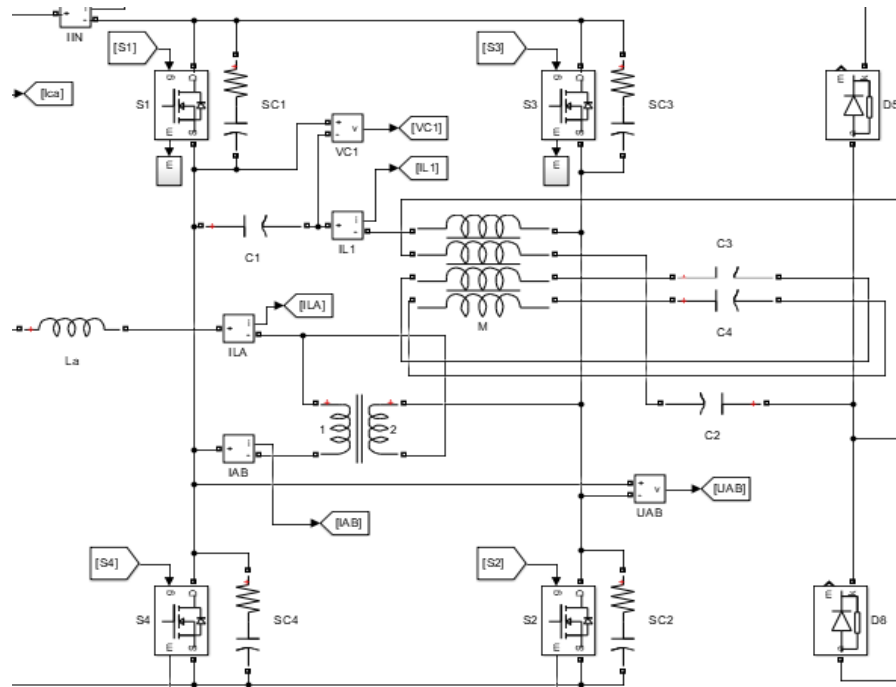 IIN
[S1]
[S3]
[Ica]
S1
SC1
S3
SC3
D5
VC1
[VC1]
[IL1]
C1
IL1
C3
M
C4
[ILA]
La
ILA
1
2
C2
IAB
[IAB]
UAB
[UAB]
[S4]
[S2]
S4
SC4
S2
SC2
D8